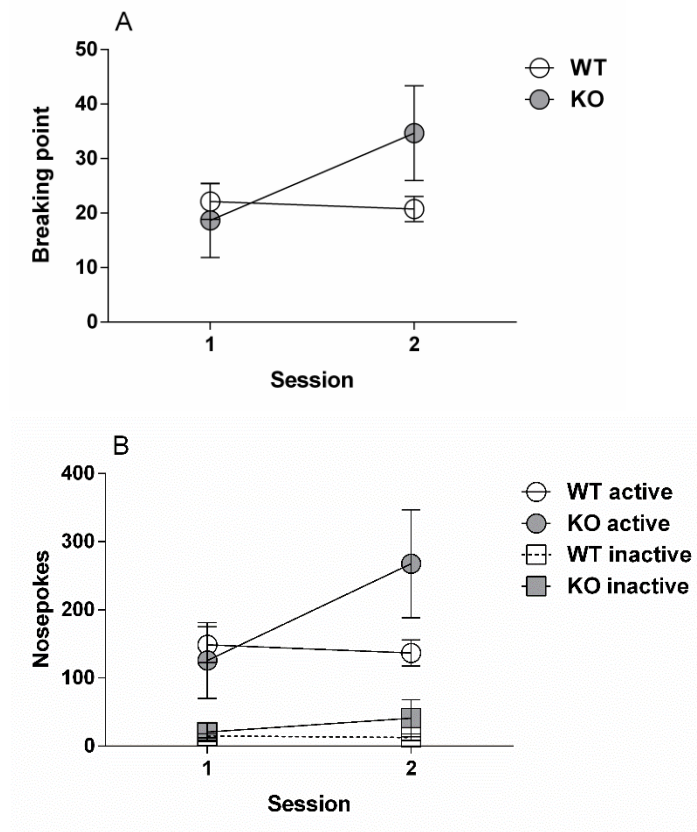 A
50
40
30
20
10
0
Breaking point
1 2
Session
WT
KO
B
400
300
200
100
0
Nosepokes
1 2
Session
WT active
KO active
WT inactive
KO inactive